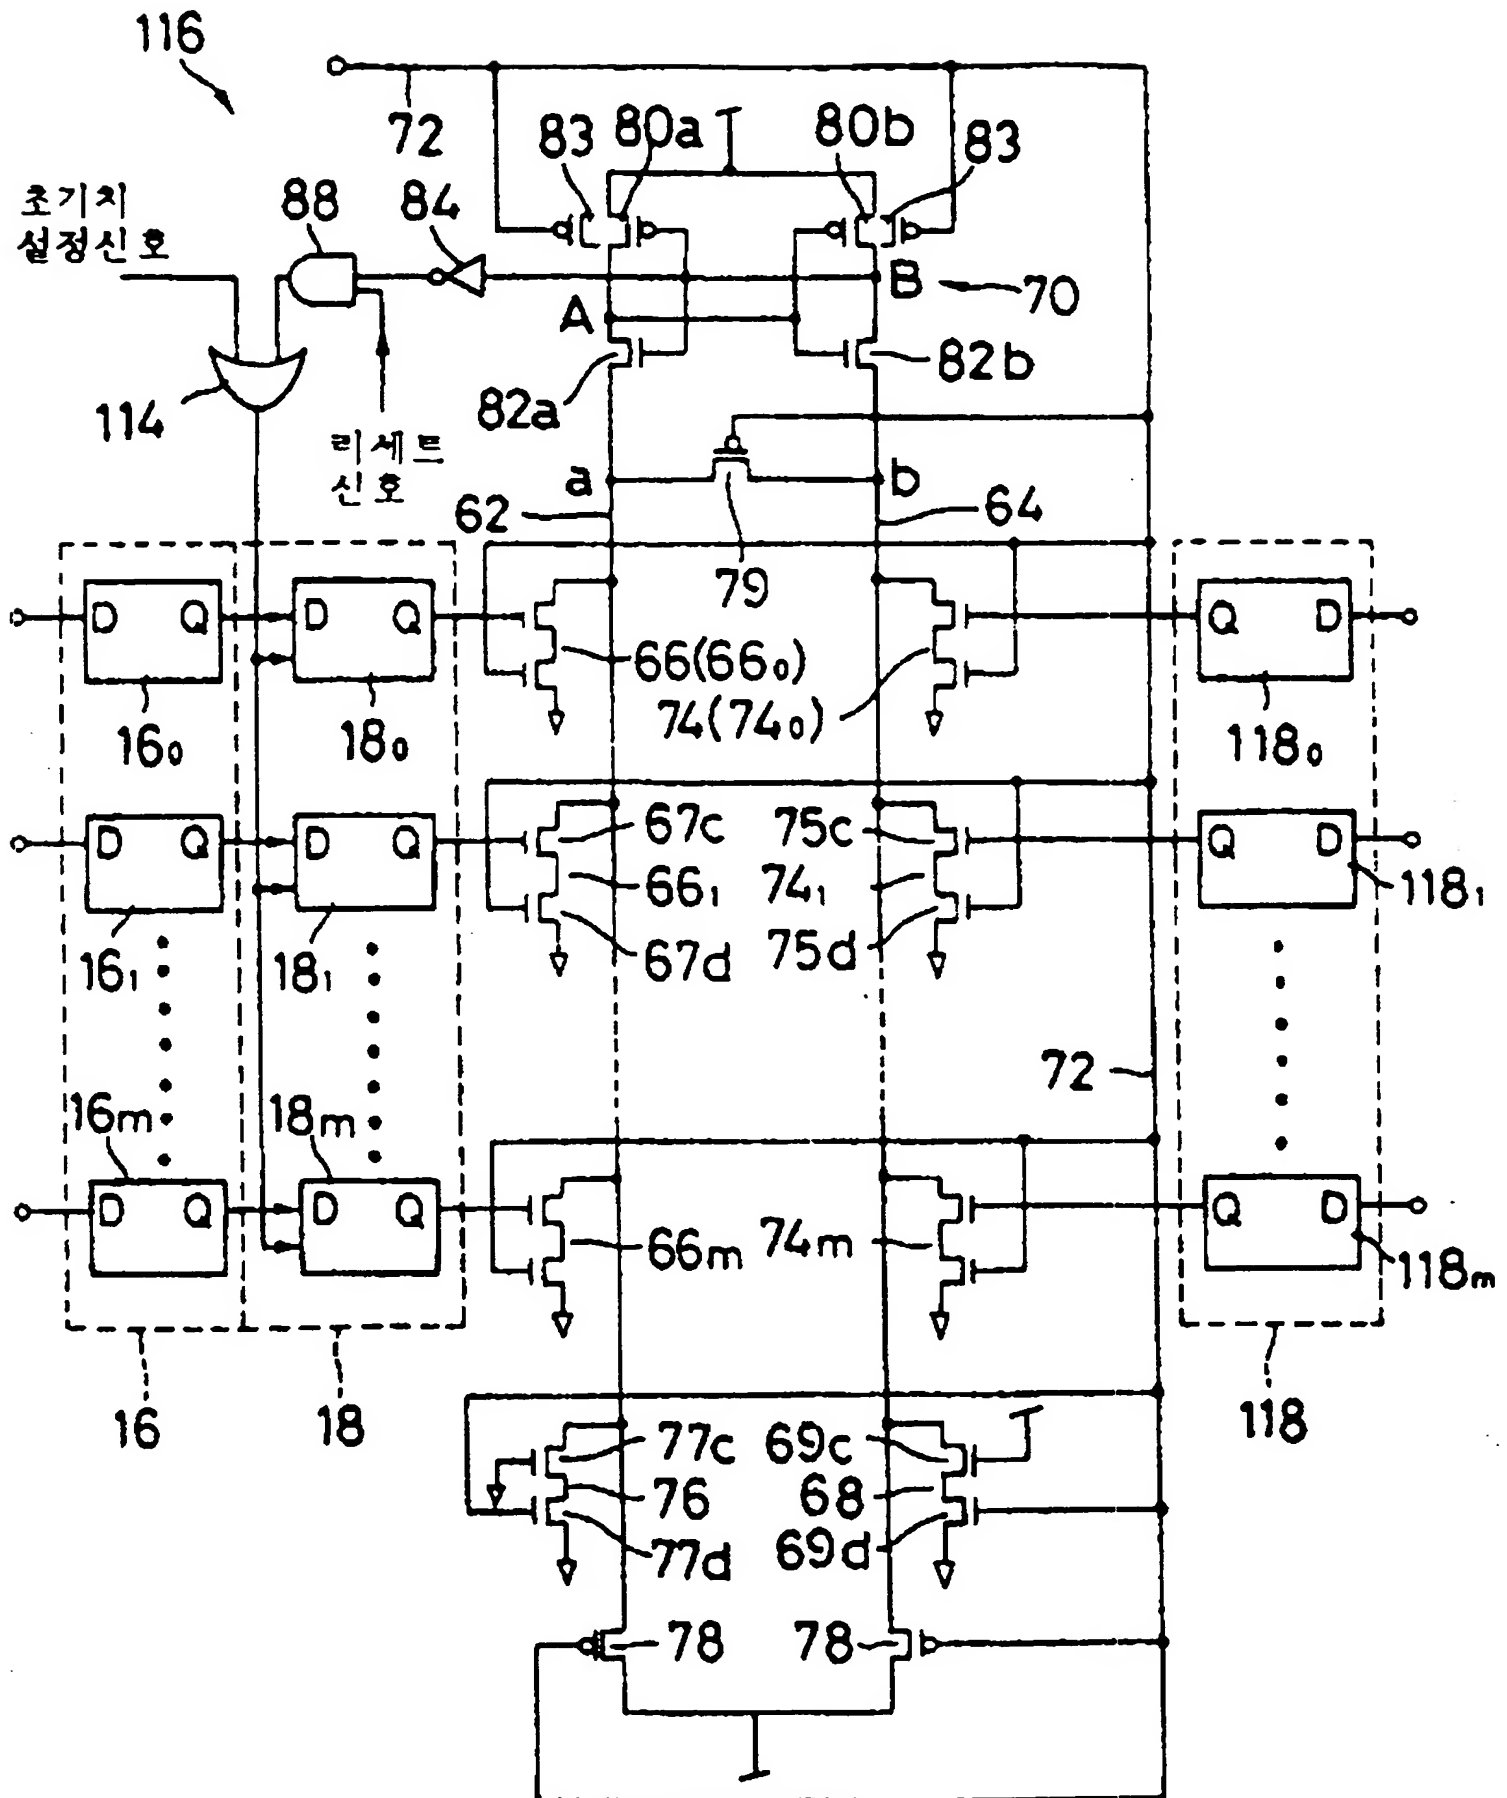 116
72
83
80a
80b
83
초기치
설정신호
88
84
B
70
A
82a
82b
114
리세트
신호
a
b
62
64
79
D Q
D Q
Q D
66(66₀)
74(74₀)
16₀
18₀
118₀
67c
75c
D Q
D Q
Q D
66₁
74₁
118₁
67d
75d
16₁
18₁
72
16m
18m
D Q
D Q
Q D
66m
74m
118m
16
18
118
77c
69c
76
68
77d
69d
78
78